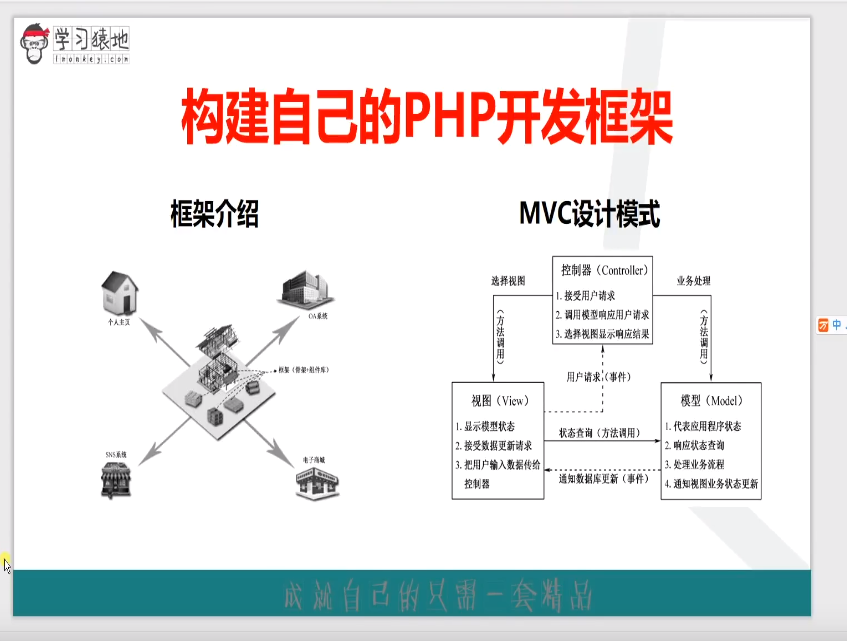 学习猿地
lmonkey.com
构建自己的PHP开发框架
框架介绍
MVC设计模式
个人主页
OA系统
框架（骨架+组件库）
SNS系统
电子商城
选择视图
控制器（Controller）
1. 接受用户请求
2. 调用模型响应用户请求
3. 选择视图显示响应结果
业务处理
（方法调用）
（方法调用）
用户请求（事件）
视图（View）
1. 显示模型状态
2. 接受数据更新请求
3. 把用户输入数据传给
控制器
状态查询（方法调用）
通知数据库更新（事件）
模型（Model）
1. 代表应用程序状态
2. 响应状态查询
3. 处理业务流程
4. 通知视图业务状态更新
成就自己的只需一套精品
中